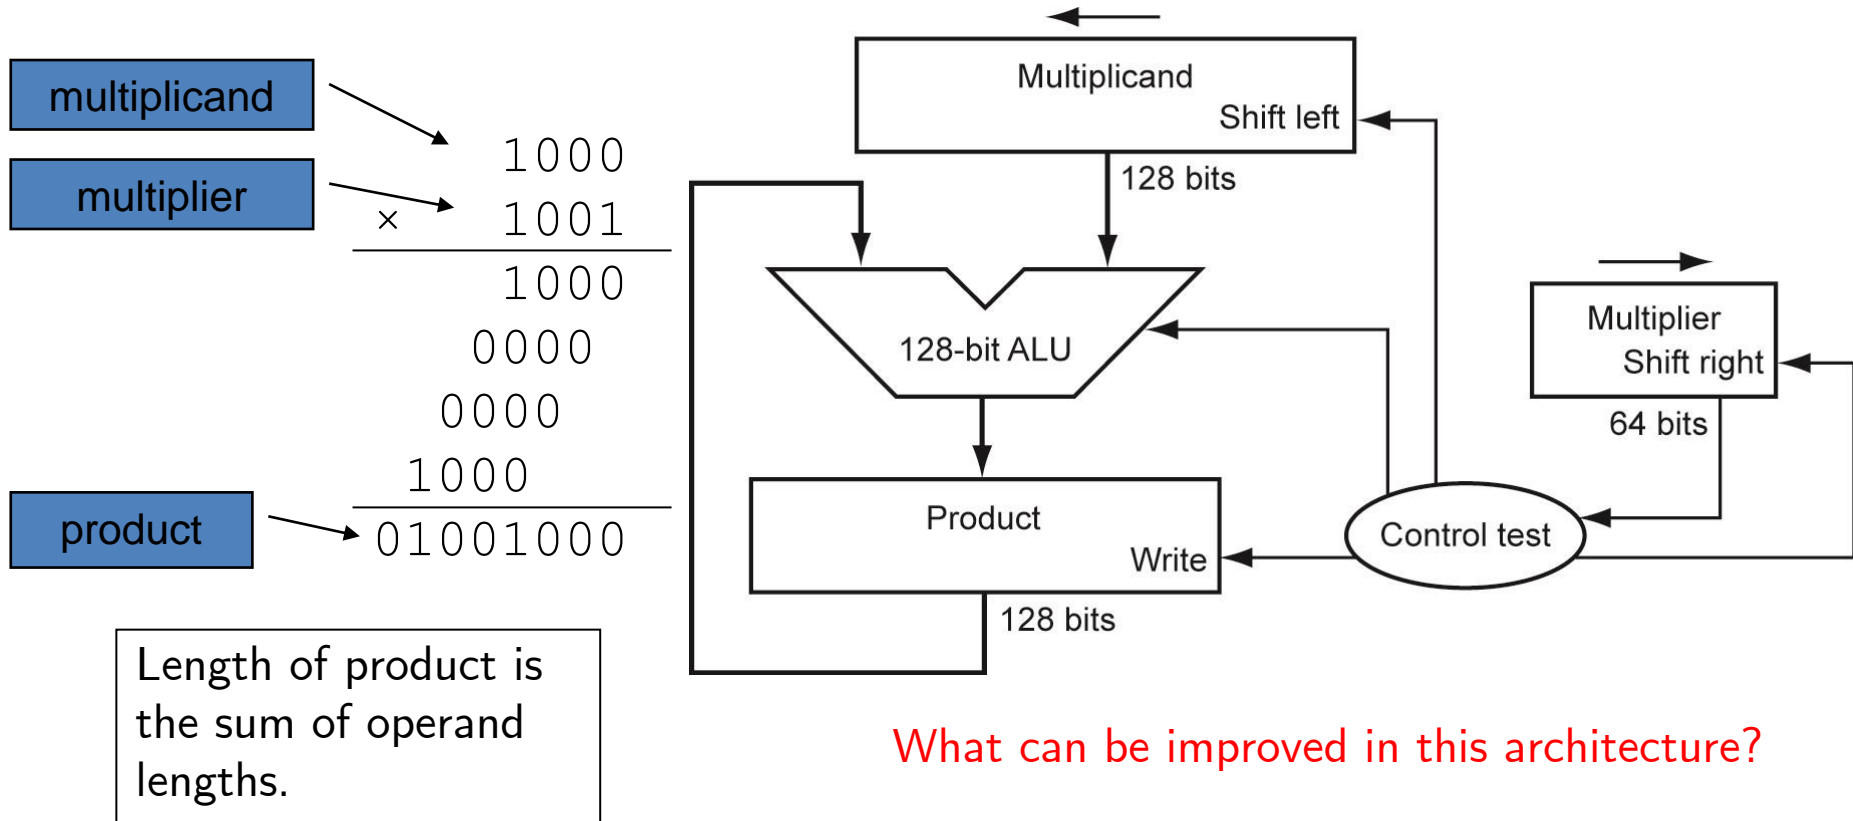 multiplicand
multiplier
product
1000
× 1001
1000
0000
0000
1000
01001000
Length of product is
the sum of operand
lengths.
Multiplicand
Shift left
128 bits
128-bit ALU
Multiplier
Shift right
64 bits
Product
Write
128 bits
Control test
What can be improved in this architecture?